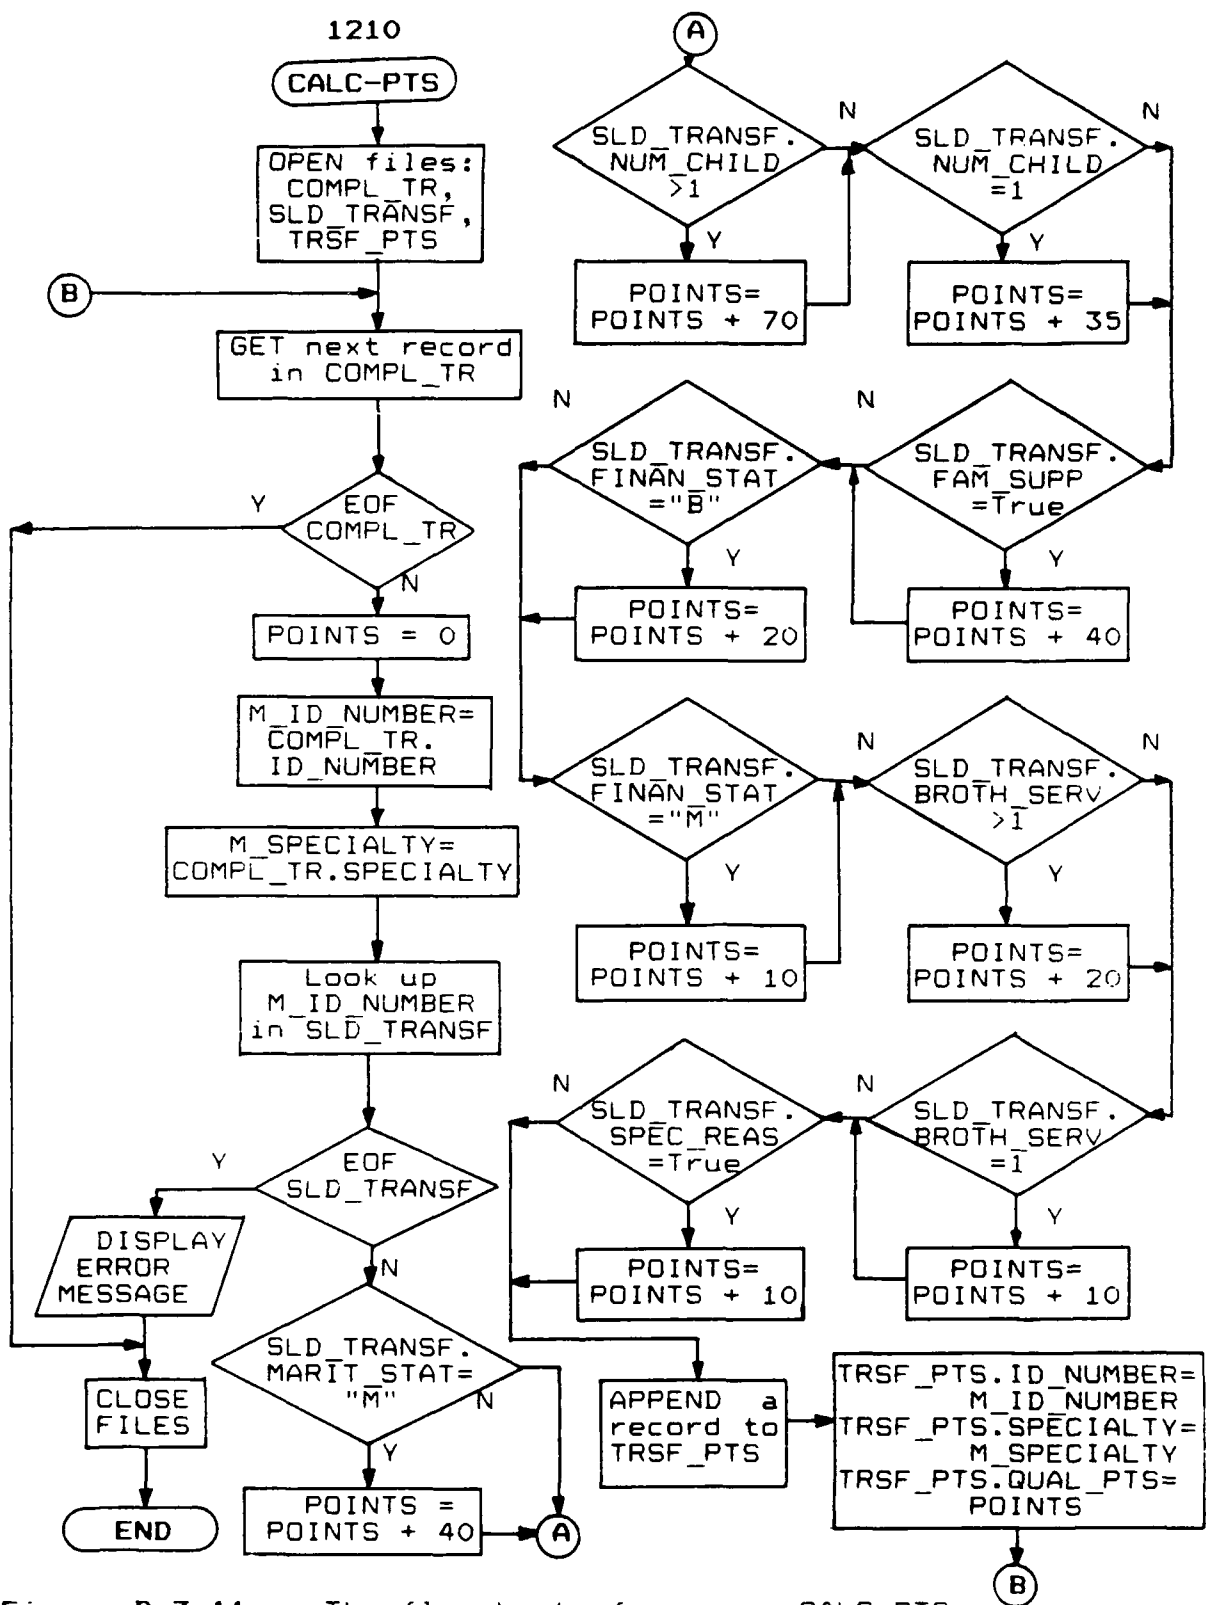 1210
CALC-PTS
OPEN files:
COMPL_TR,
SLD_TRANSF,
TRSF_PTS
B
GET next record
in COMPL_TR
Y
EOF
COMPL_TR
N
POINTS = 0
M_ID_NUMBER=
COMPL_TR.
ID_NUMBER
M_SPECIALTY=
COMPL_TR.SPECIALTY
Look up
M_ID_NUMBER
in SLD_TRANSF
Y
EOF
SLD_TRANSF
N
DISPLAY
ERROR
MESSAGE
SLD_TRANSF.
MARIT_STAT=
"M"
N
Y
CLOSE
FILES
END
POINTS =
POINTS + 40
A
A
SLD_TRANSF.
NUM_CHILD
>1
N
Y
POINTS=
POINTS + 70
SLD_TRANSF.
NUM_CHILD
=1
N
Y
POINTS=
POINTS + 35
N
SLD_TRANSF.
FAM_SUPP
=True
Y
POINTS=
POINTS + 40
N
SLD_TRANSF.
FINAN_STAT
="B"
Y
POINTS=
POINTS + 20
SLD_TRANSF.
FINAN_STAT
="M"
N
Y
POINTS=
POINTS + 10
SLD_TRANSF.
BROTH_SERV
>1
N
Y
POINTS=
POINTS + 20
N
SLD_TRANSF.
BROTH_SERV
=1
Y
POINTS=
POINTS + 10
N
SLD_TRANSF.
SPEC_REAS
=True
Y
POINTS=
POINTS + 10
APPEND a
record to
TRSF_PTS
TRSF_PTS.ID_NUMBER=
M_ID_NUMBER
TRSF_PTS.SPECIALTY=
M_SPECIALTY
TRSF_PTS.QUAL_PTS=
POINTS
B